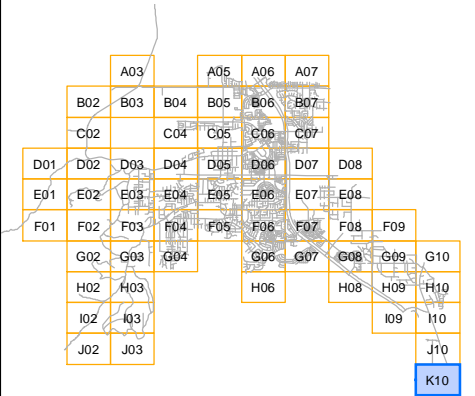 A03 A05 A06 A07
B02 B03 B04 B05 B06 B07
C02 C04 C05 C06 C07
D01 D02 D03 D04 D05 D06 D07 D08
E01 E02 E03 E04 E05 E06 E07 E08
F01 F02 F03 F04 F05 F06 F07 F08 F09
G02 G03 G04 G06 G07 G08 G09 G10
H02 H03 H06 H08 H09 H10
I02 I03 I09 I10
J02 J03 J10
K10